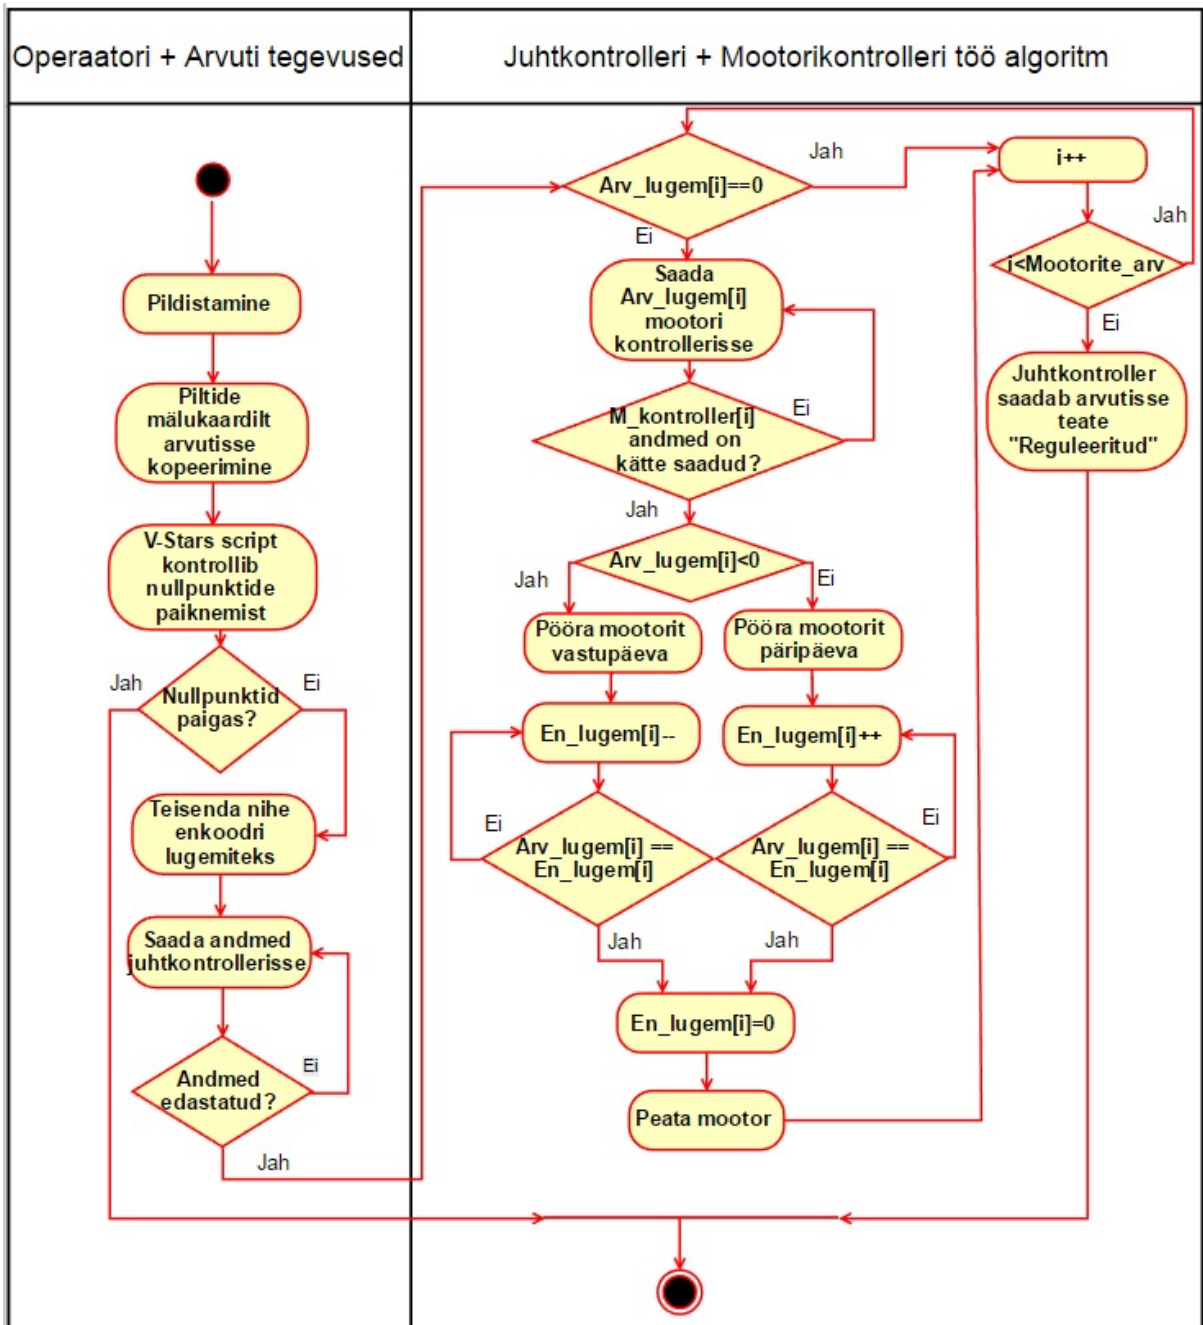 Operaatori + Arvuti tegevused
Juhtkontrolleri + Mootorikontrolleri töö algoritm
Pildistamine
Piltide
mälukaardilt
arvutisse
kopeerimine
V-Stars script
kontrollib
nullpunktide
paiknemist
Jah
Nullpunktid
paigas?
Ei
Teisenda nihe
enkoodri
lugemiteks
Saada andmed
juhtkontrollerisse
Andmed
edastatud?
Ei
Jah
Arv_lugem[i]==0
Jah
Ei
Saada
Arv_lugem[i]
mootori
kontrollerisse
M_kontroller[i]
andmed on
kätte saadud?
Ei
Jah
Arv_lugem[i]<0
Jah
Ei
Pööra mootorit
vastupäeva
Pööra mootorit
päripäeva
En_lugem[i]--
En_lugem[i]++
Ei
Arv_lugem[i] ==
En_lugem[i]
Arv_lugem[i] ==
En_lugem[i]
Ei
Jah
Jah
En_lugem[i]=0
Peata mootor
i++
Jah
i<Mootorite_arv
Ei
Juhtkontroller
saadab arvutisse
teate
"Reguleeritud"